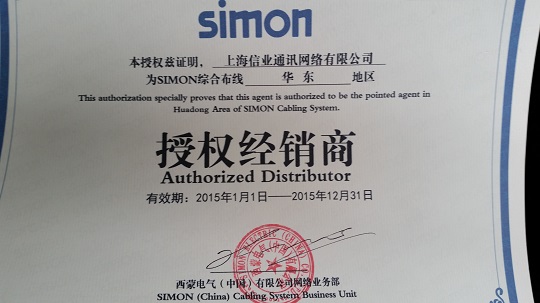 simon
本授权兹证明， 上海信业通讯网络有限公司
为SIMON综合布线 华东 地区
This authorization specially proves that this agent is authorized to be the pointed agent in
Huadong Area of SIMON Cabling System.
授权经销商
Authorized Distributor
有效期：2015年1月1日——2015年12月31日
西蒙电气（中国）有限公司网络业务部
SIMON (China) Cabling System Business Unit